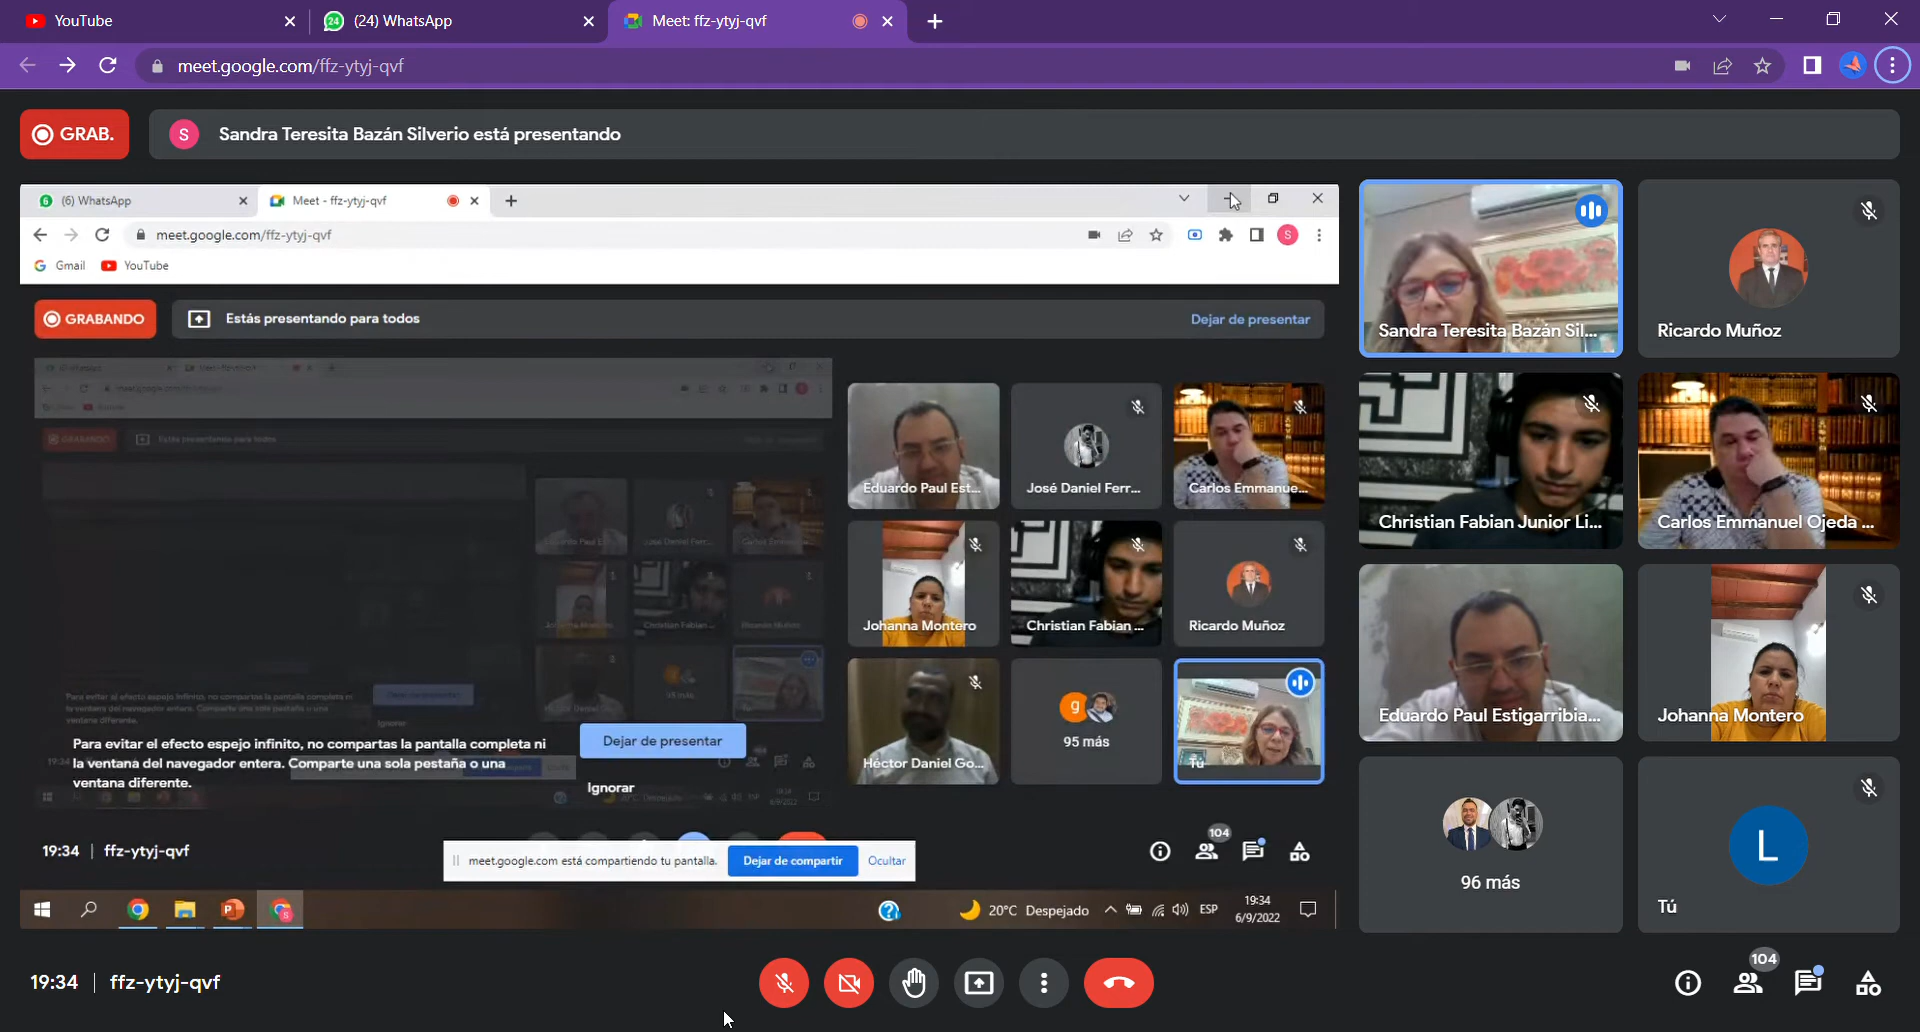 YouTube
24
(24) WhatsApp
Meet: ffz-ytyj-qvf
meet.google.com/ffz-ytyj-qvf
GRAB.
S
Sandra Teresita Bazán Silverio está presentando
6
(6) WhatsApp
Meet - ffz-ytyj-qvf
meet.google.com/ffz-ytyj-qvf
S
Gmail
YouTube
GRABANDO
Estás presentando para todos
Dejar de presentar
Eduardo Paul Est...
José Daniel Ferr...
Carlos Emmanue...
Johanna Montero
Christian Fabian ...
Ricardo Muñoz
Héctor Daniel Go...
g
95 más
Tú
Para evitar el efecto espejo infinito, no compartas la pantalla completa ni
la ventana del navegador entera. Comparte una sola pestaña o una
ventana diferente.
Dejar de presentar
Ignorar
19:34 | ffz-ytyj-qvf
meet.google.com está compartiendo tu pantalla.
Dejar de compartir
Ocultar
104
20°C Despejado
ESP
19:34
6/9/2022
Sandra Teresita Bazán Sil...
Ricardo Muñoz
Christian Fabian Junior Li...
Carlos Emmanuel Ojeda ...
Eduardo Paul Estigarribia...
Johanna Montero
96 más
L
Tú
19:34 | ffz-ytyj-qvf
104